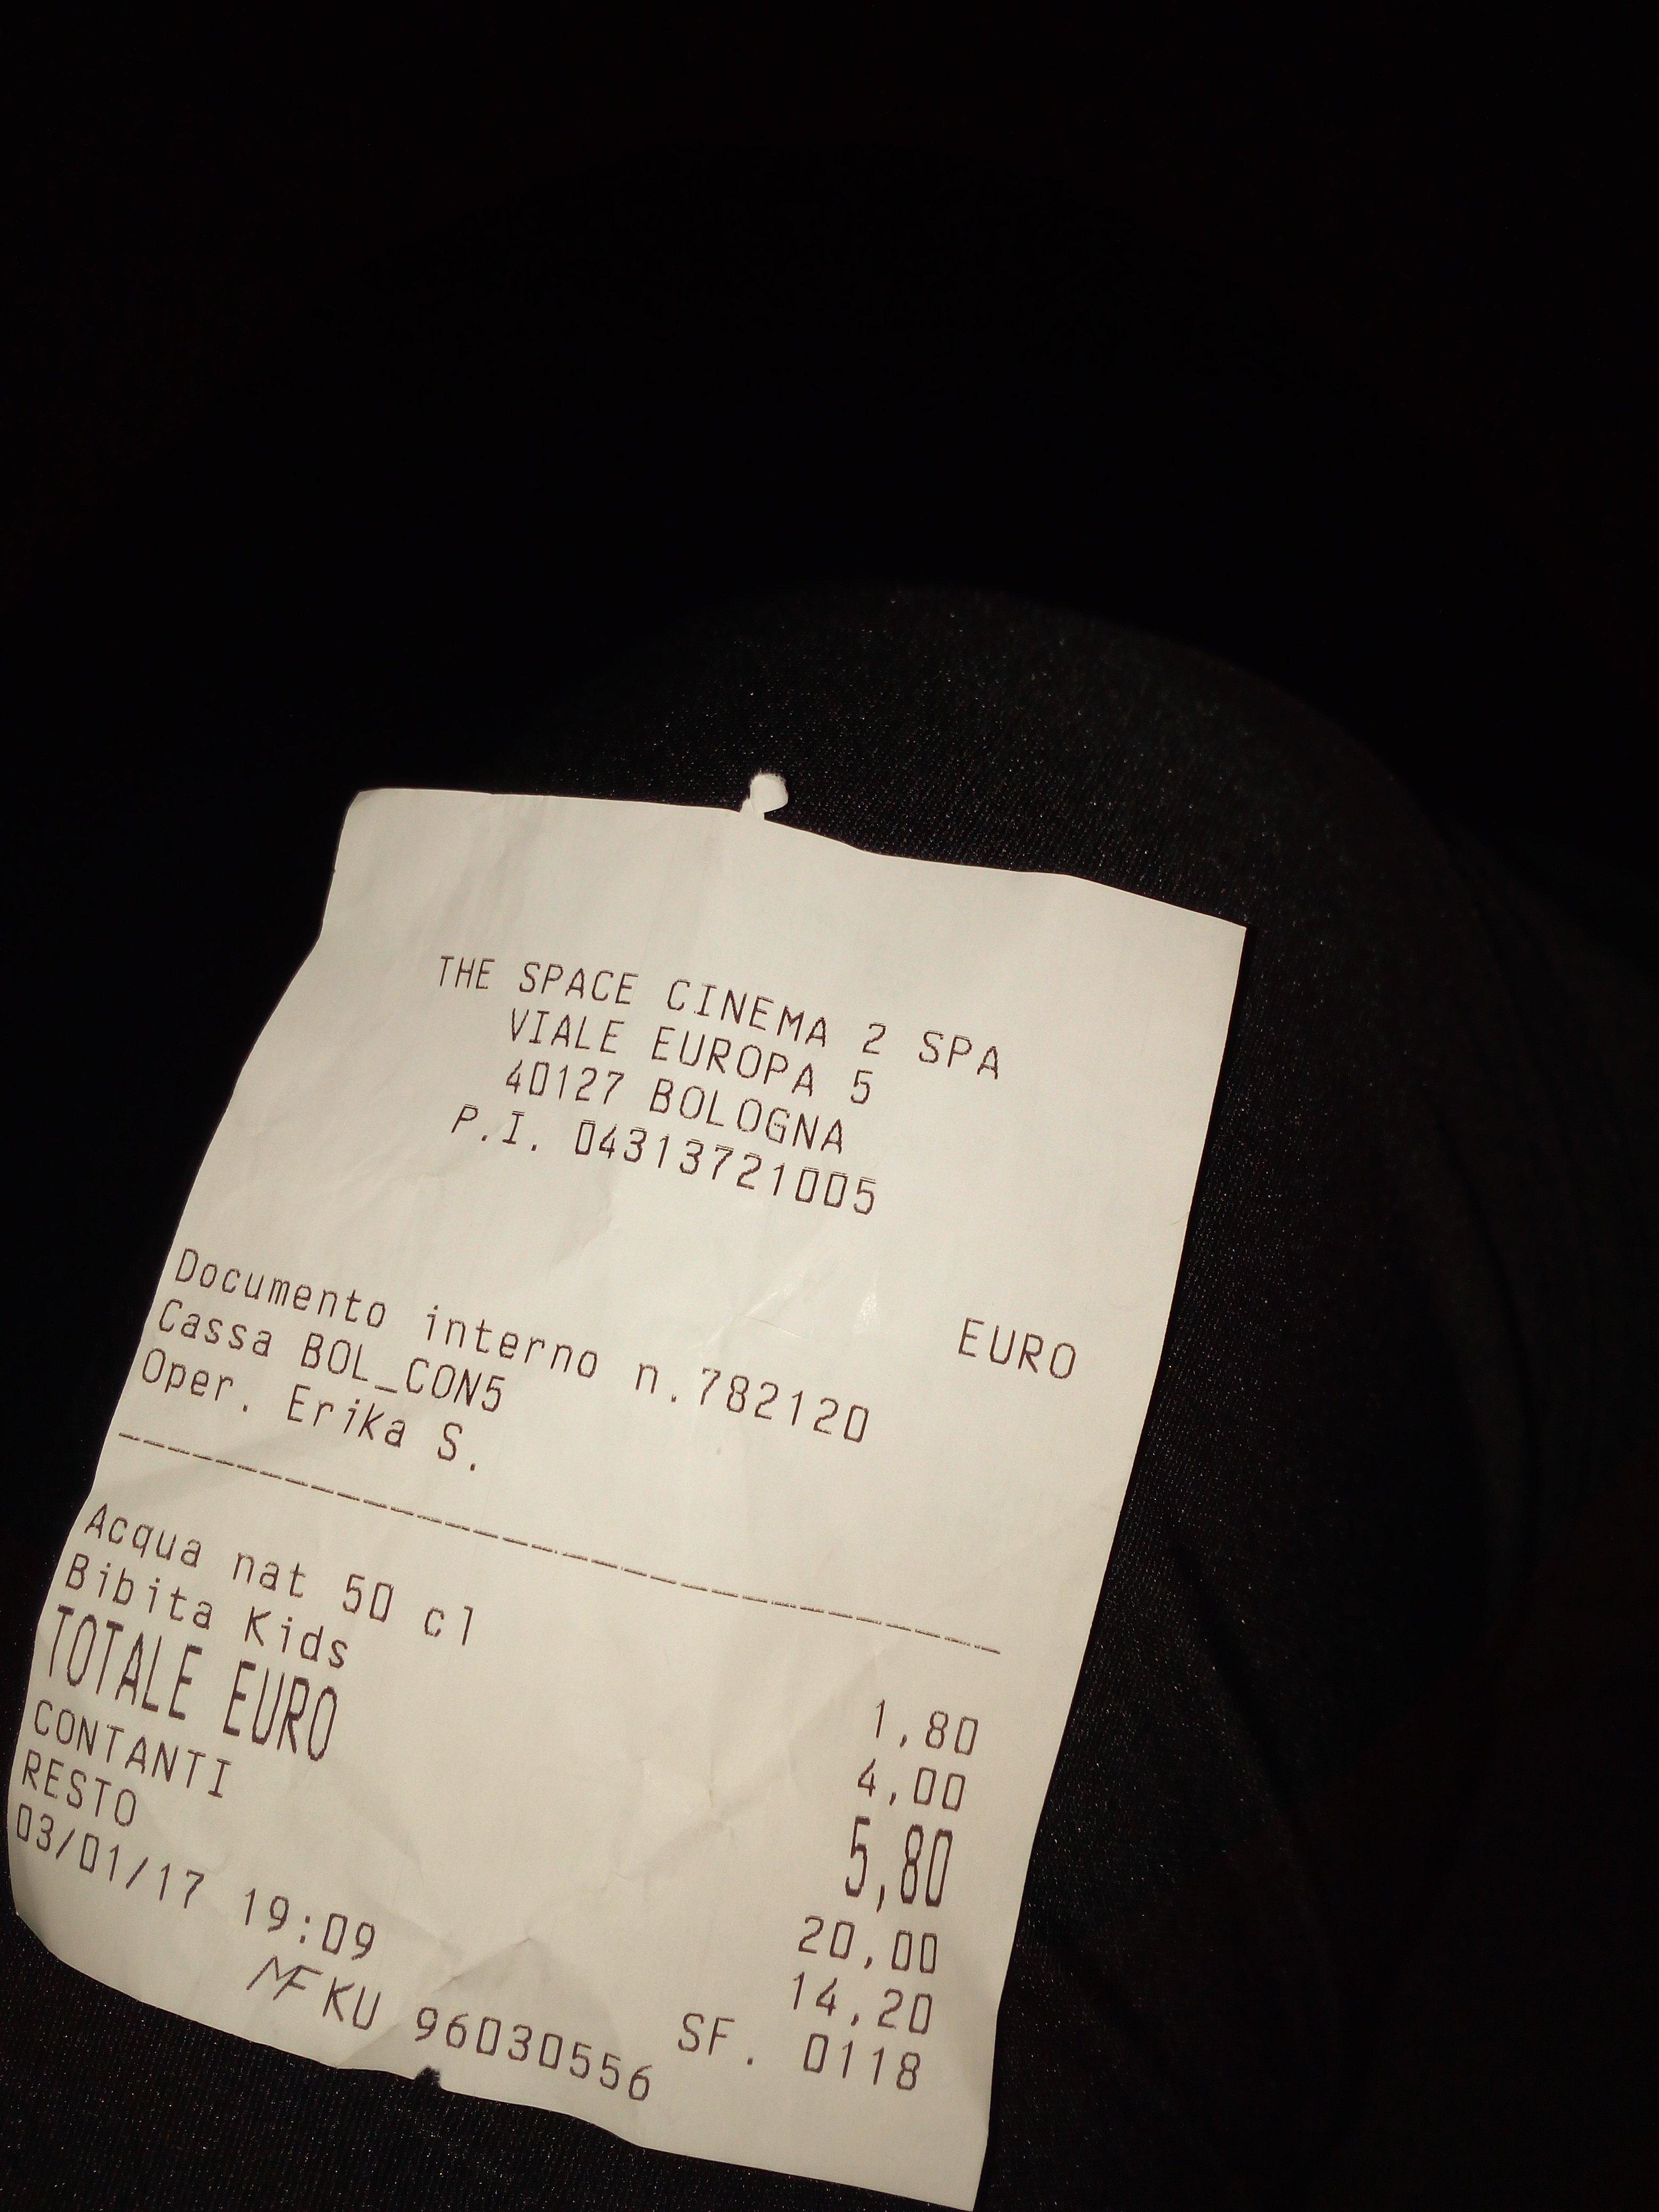 THE SPACE CINEMA 2 SPA
VIALE EUROPA 5
40127 BOLOGNA
P.I. 04313721005
EURO
Documento interno n.782120
Cassa BOL_CON5
Oper. Erika S.
--------------------------------
Acqua nat 50 cl 1,80
Bibita Kids 4,00
TOTALE EURO 5,80
CONTANTI 20,00
RESTO 14,20
03/01/17 19:09 SF. 0118
MF KU 96030556